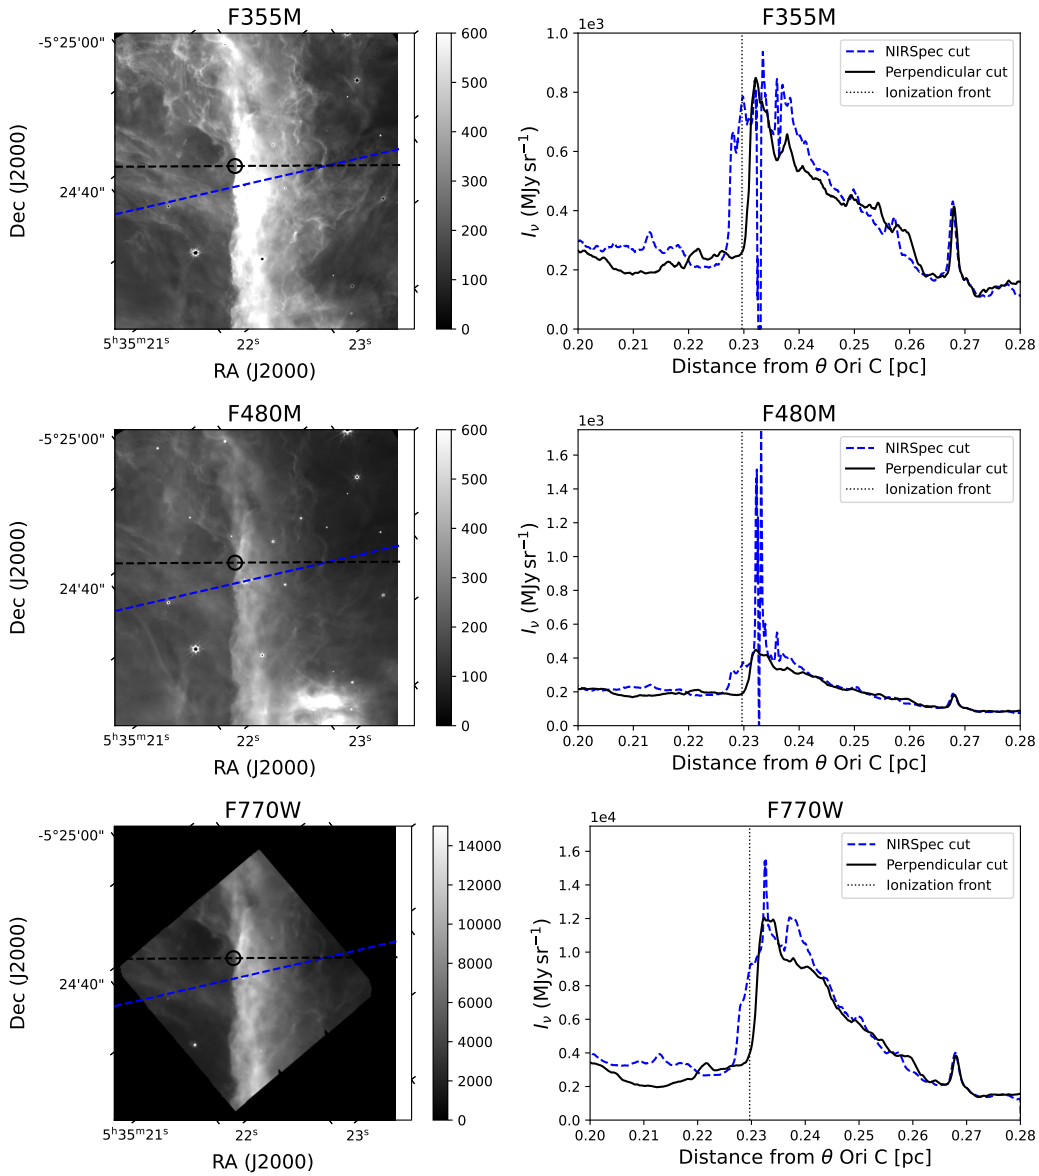 F355M
-5°25'00"
24'40"
Dec (J2000)
5ʰ35ᵐ21ˢ
22ˢ
23ˢ
RA (J2000)
600
500
400
300
200
100
0
F355M
1e3
NIRSpec cut
Perpendicular cut
Ionization front
1.0
0.8
0.6
0.4
0.2
0.0
Iν (MJy sr⁻¹)
0.20 0.21 0.22 0.23 0.24 0.25 0.26 0.27 0.28
Distance from θ Ori C [pc]
F480M
-5°25'00"
24'40"
Dec (J2000)
5ʰ35ᵐ21ˢ
22ˢ
23ˢ
RA (J2000)
600
500
400
300
200
100
0
F480M
1e3
NIRSpec cut
Perpendicular cut
Ionization front
1.6
1.4
1.2
1.0
0.8
0.6
0.4
0.2
0.0
Iν (MJy sr⁻¹)
0.20 0.21 0.22 0.23 0.24 0.25 0.26 0.27 0.28
Distance from θ Ori C [pc]
F770W
-5°25'00"
24'40"
Dec (J2000)
5ʰ35ᵐ21ˢ
22ˢ
23ˢ
RA (J2000)
14000
12000
10000
8000
6000
4000
2000
0
F770W
1e4
NIRSpec cut
Perpendicular cut
Ionization front
1.6
1.4
1.2
1.0
0.8
0.6
0.4
0.2
0.0
Iν (MJy sr⁻¹)
0.20 0.21 0.22 0.23 0.24 0.25 0.26 0.27 0.28
Distance from θ Ori C [pc]